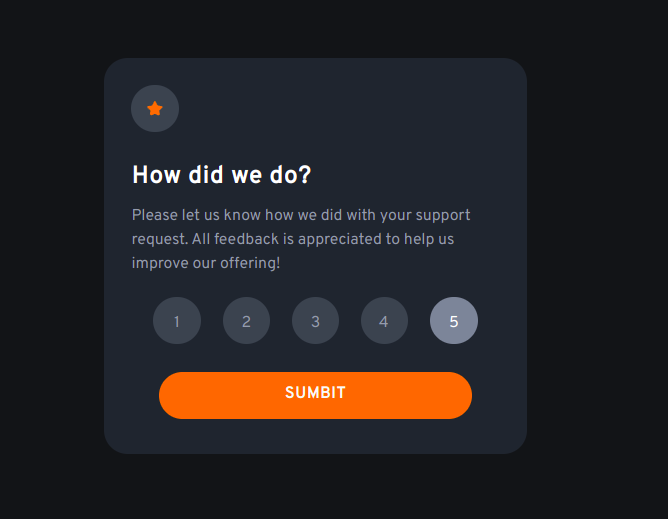 How did we do?
Please let us know how we did with your support
request. All feedback is appreciated to help us
improve our offering!
1 2 3 4 5
SUMBIT